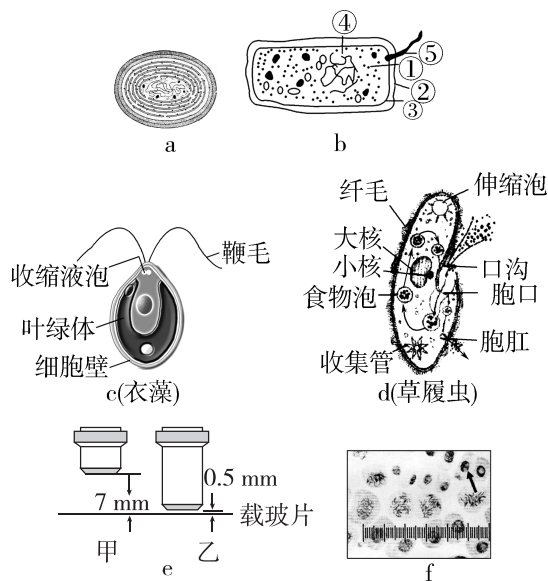 ④
⑤
①
②
③
a
b
纤毛
伸缩泡
大核
小核
食物泡
口沟
胞口
胞肛
收集管
d(草履虫)
鞭毛
收缩液泡
叶绿体
细胞壁
c(衣藻)
7 mm
0.5 mm
载玻片
甲
乙
e
f